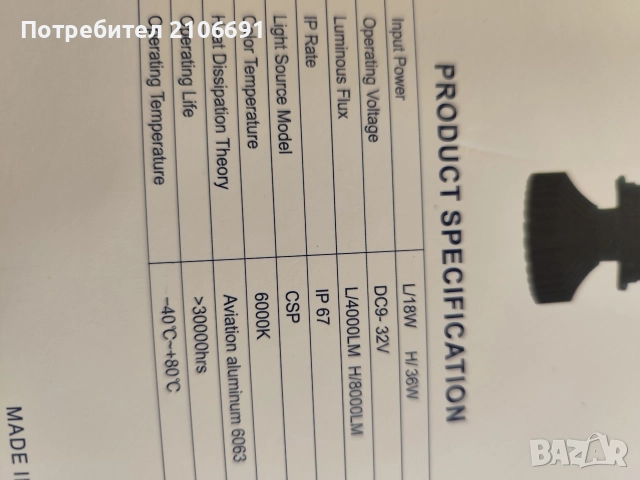 Потребител 2106691
PRODUCT SPECIFICATION
Input Power L/18W H/36W
Operating Voltage DC9- 32V
Luminous Flux L/4000LM H/8000LM
IP Rate IP 67
Light Source Model CSP
Color Temperature 6000K
Heat Dissipation Theory Aviation aluminum 6063
Operating Life >30000hrs
Operating Temperature −40℃~+80℃
MADE
BAZAR